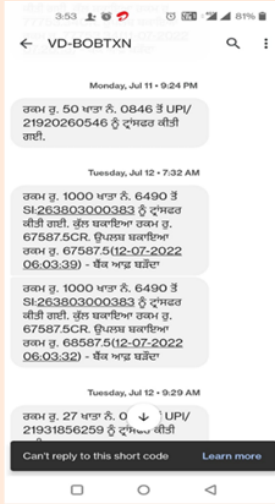 3:53
81%
VD-BOBTXN
Monday, Jul 11 • 9:24 PM
ਰਕਮ ਰੁ. 50 ਖਾਤਾ ਨੰ. 0846 ਤੋਂ UPI/
21920260546 ਨੂੰ ਟ੍ਰਾਂਸਫਰ ਕੀਤੀ
ਗਈ.
Tuesday, Jul 12 • 7:32 AM
ਰਕਮ ਰੁ. 1000 ਖਾਤਾ ਨੰ. 6490 ਤੋਂ
SI:263803000383 ਨੂੰ ਟ੍ਰਾਂਸਫਰ
ਕੀਤੀ ਗਈ. ਕੁੱਲ ਬਕਾਇਆ ਰਕਮ ਰੁ.
67587.5CR. ਉਪਲਬ ਬਕਾਇਆ
ਰਕਮ ਰੁ. 67587.5(12-07-2022
06:03:39) - ਬੈਂਕ ਆਫ਼ ਬੜੌਦਾ
ਰਕਮ ਰੁ. 1000 ਖਾਤਾ ਨੰ. 6490 ਤੋਂ
SI:263803000383 ਨੂੰ ਟ੍ਰਾਂਸਫਰ
ਕੀਤੀ ਗਈ. ਕੁੱਲ ਬਕਾਇਆ ਰਕਮ ਰੁ.
67587.5CR. ਉਪਲਬ ਬਕਾਇਆ
ਰਕਮ ਰੁ. 68587.5(12-07-2022
06:03:32) - ਬੈਂਕ ਆਫ਼ ਬੜੌਦਾ
Tuesday, Jul 12 • 9:29 AM
ਰਕਮ ਰੁ. 27 ਖਾਤਾ ਨੰ. UPI/
21931856259 ਨੂੰ ਕੀਤੀ
Can't reply to this short code Learn more